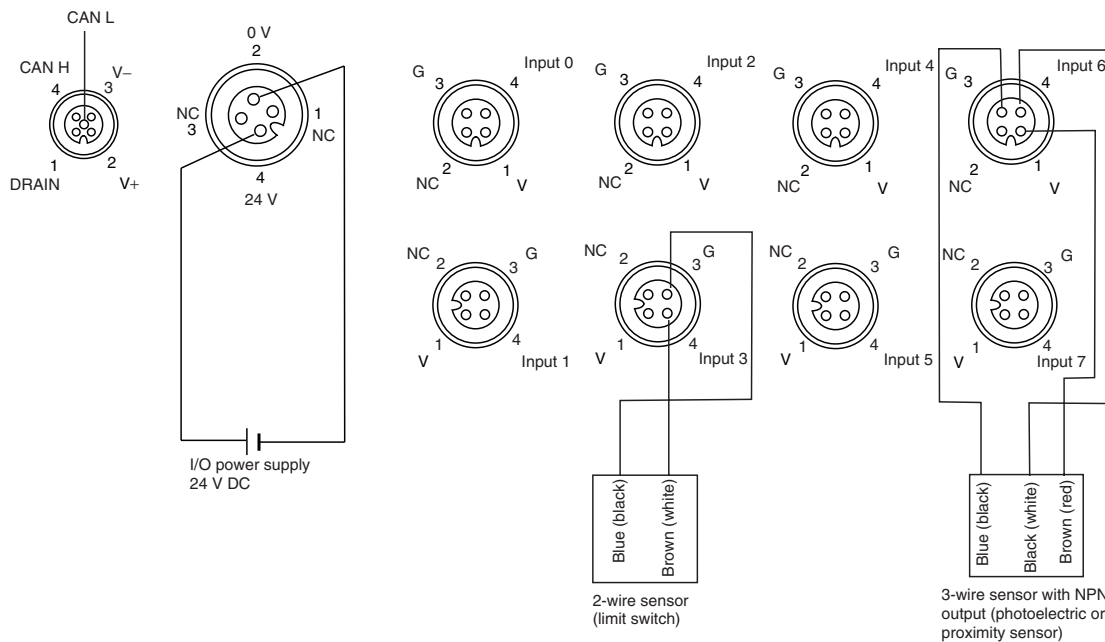 CAN L
CAN H
4
3
V–
1
2
DRAIN
V+
0 V
2
NC
3
1
NC
4
24 V
I/O power supply
24 V DC
G
3
4
Input 0
2
NC
1
V
G
3
4
Input 2
2
NC
1
V
3
4
Input 4
2
NC
1
V
G
3
4
Input 6
2
NC
1
V
NC
2
3
G
1
V
4
Input 1
NC
2
3
G
1
V
4
Input 3
NC
2
3
G
1
V
4
Input 5
NC
2
3
G
1
V
4
Input 7
Blue (black)
Brown (white)
2-wire sensor
(limit switch)
Blue (black)
Black (white)
Brown (red)
3-wire sensor with NPN
output (photoelectric or
proximity sensor)